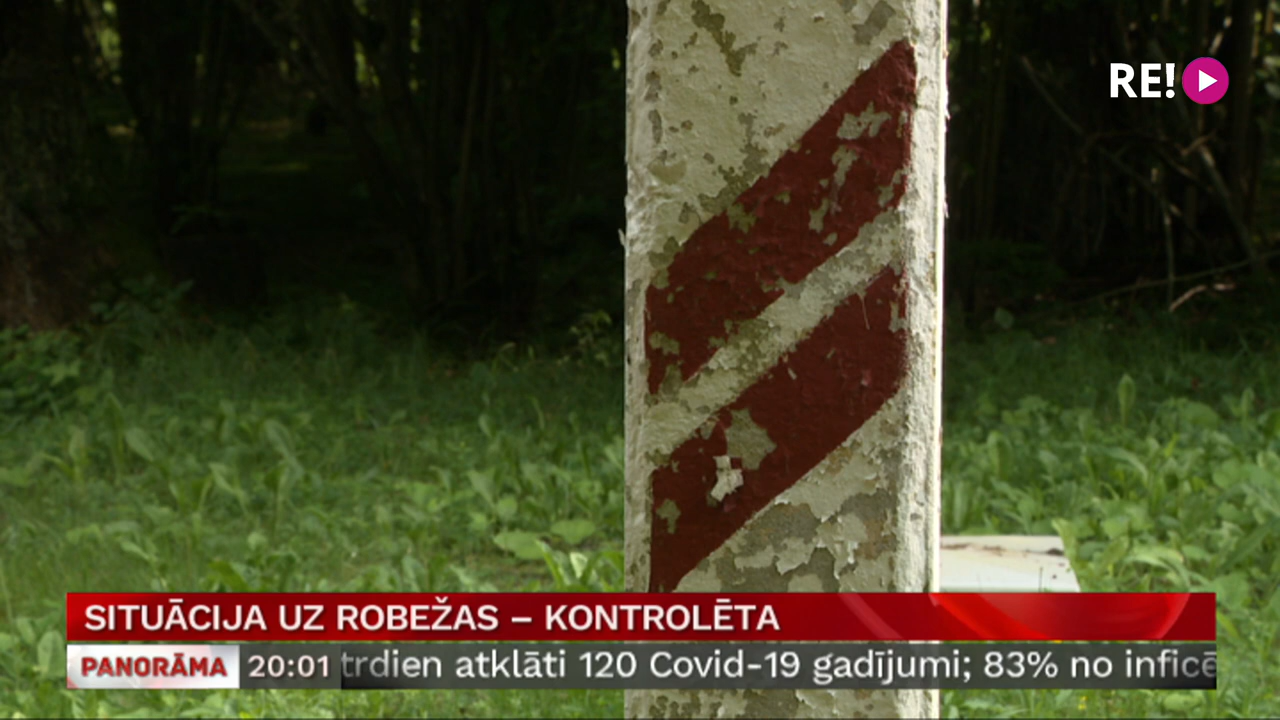 RE!
SITUĀCIJA UZ ROBEŽAS – KONTROLĒTA
PANORĀMA 20:01 trdien atklāti 120 Covid-19 gadījumi; 83% no inficē